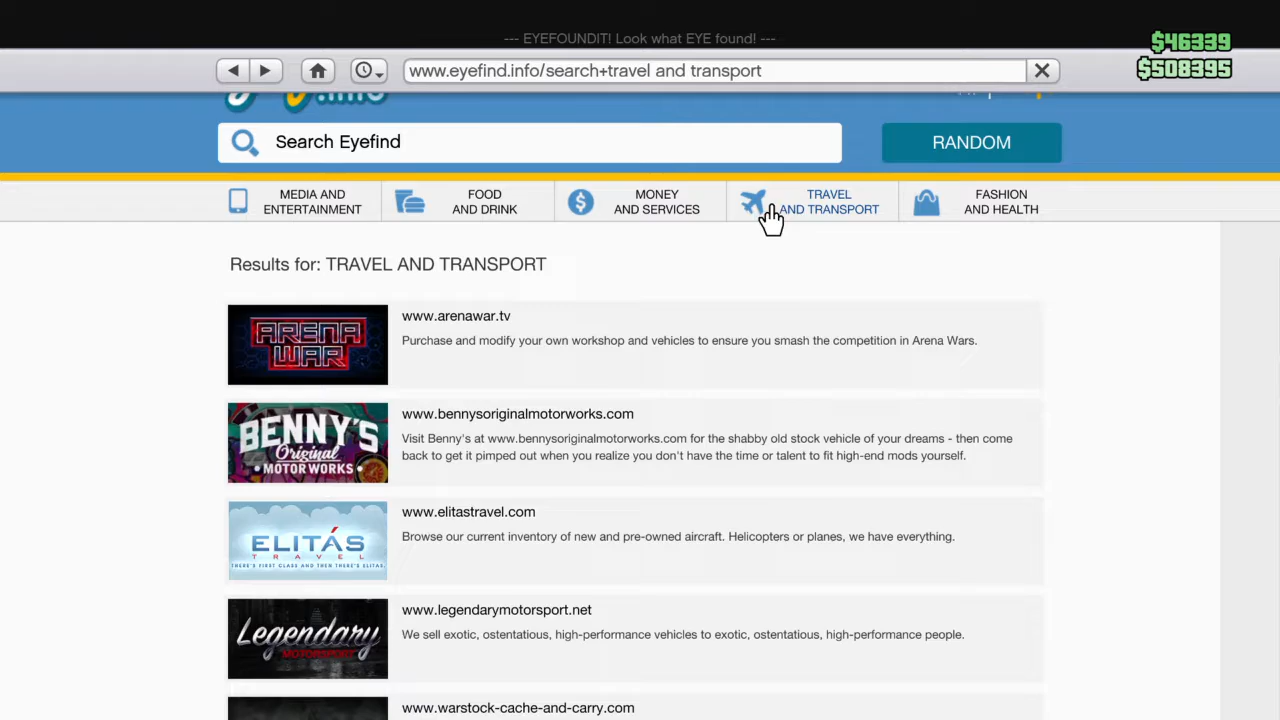 --- EYEFOUNDIT! Look what EYE found! ---
$46339
$508395
www.eyefind.info/search+travel and transport
.info
Search Eyefind
RANDOM
MEDIA AND
ENTERTAINMENT
FOOD
AND DRINK
MONEY
AND SERVICES
TRAVEL
AND TRANSPORT
FASHION
AND HEALTH
Results for: TRAVEL AND TRANSPORT
ARENA
WAR
www.arenawar.tv
Purchase and modify your own workshop and vehicles to ensure you smash the competition in Arena Wars.
BENNY'S
Original
• MOTOR WORKS •
www.bennysoriginalmotorworks.com
Visit Benny's at www.bennysoriginalmotorworks.com for the shabby old stock vehicle of your dreams - then come
back to get it pimped out when you realize you don't have the time or talent to fit high-end mods yourself.
ELITÁS
TRAVEL
THERE'S FIRST CLASS AND THEN THERE'S ELITAS.
www.elitastravel.com
Browse our current inventory of new and pre-owned aircraft. Helicopters or planes, we have everything.
Legendary
MOTORSPORT
www.legendarymotorsport.net
We sell exotic, ostentatious, high-performance vehicles to exotic, ostentatious, high-performance people.
www.warstock-cache-and-carry.com